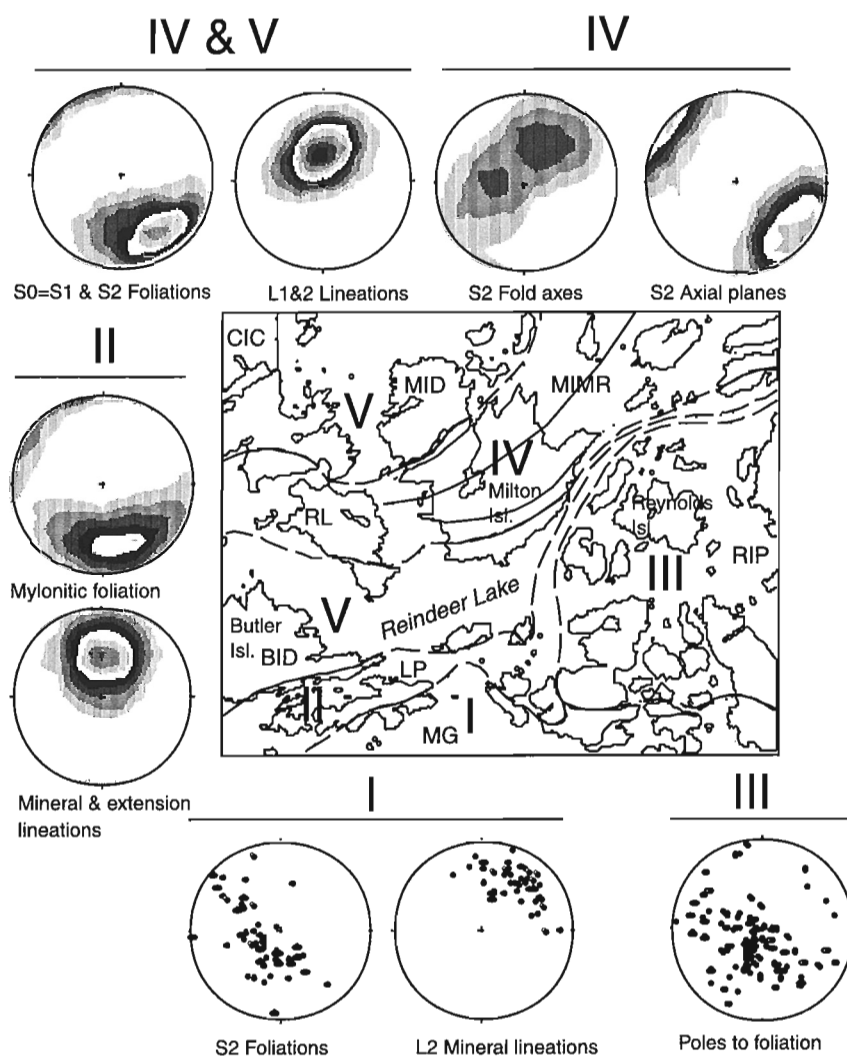 IV & V
IV
S0=S1 & S2 Foliations
L1&2 Lineations
S2 Fold axes
S2 Axial planes
II
Mylonitic foliation
Mineral & extension
lineations
CIC
V
MID
MIMR
IV
Milton
Isl.
RL
Reynolds
Isl.
RIP
III
V
Reindeer Lake
Butler
Isl.
BID
LP
II
I
MG
I
III
S2 Foliations
L2 Mineral lineations
Poles to foliation